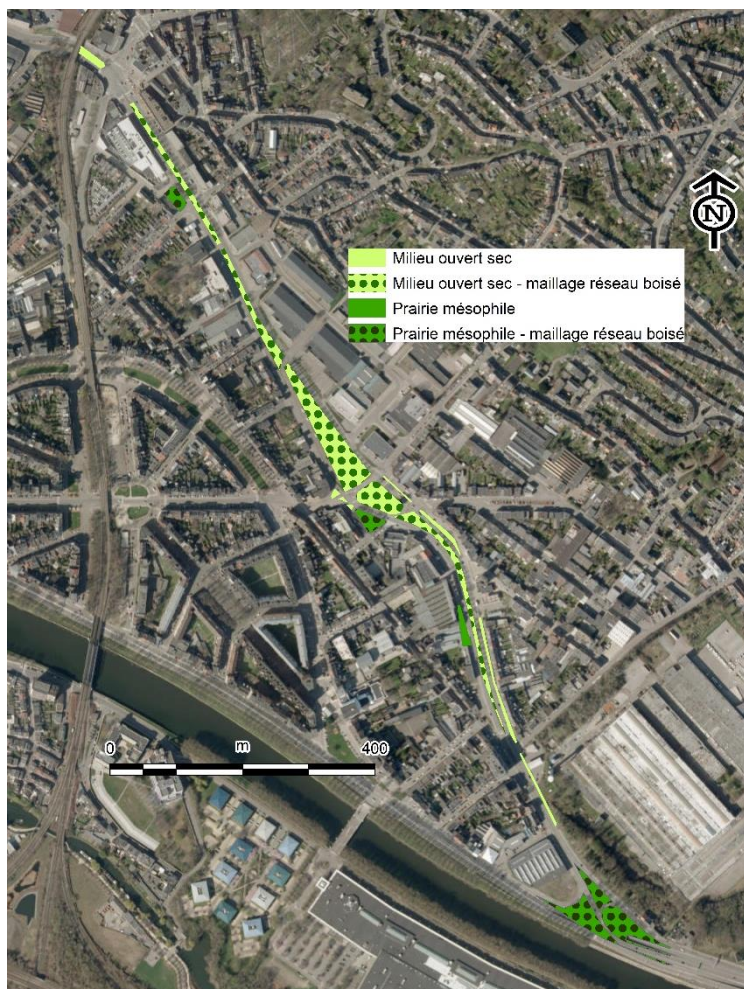 N
Milieu ouvert sec
Milieu ouvert sec - maillage réseau boisé
Prairie mésophile
Prairie mésophile - maillage réseau boisé
0 m 400